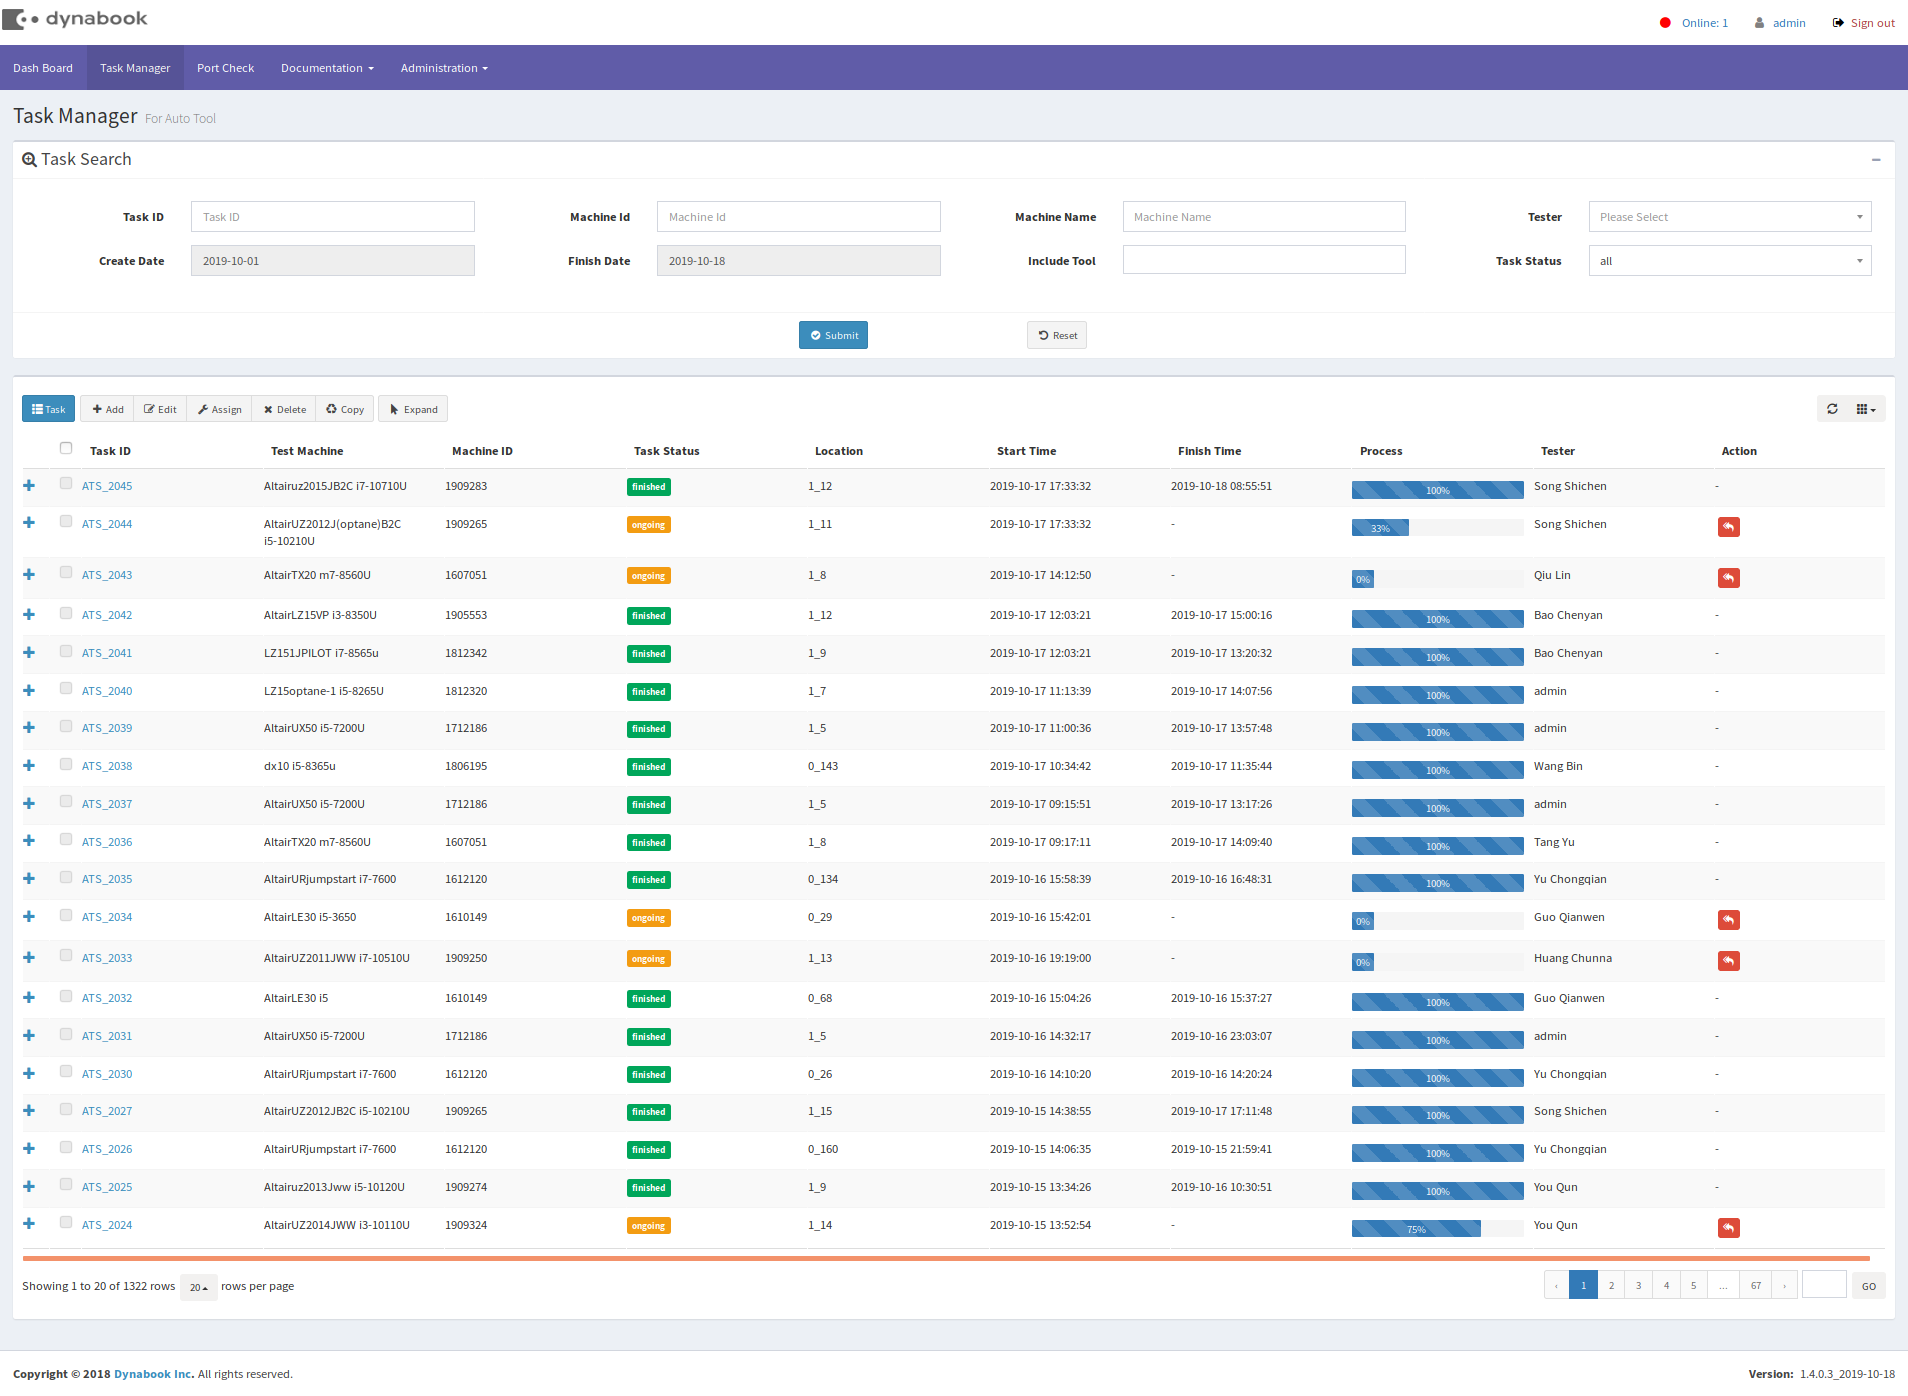 dynabook
Online: 1 admin Sign out
Dash Board Task Manager Port Check Documentation Administration
Task Manager For Auto Tool
Task Search
Task ID Task ID Machine Id Machine Id Machine Name Machine Name Tester Please Select
Create Date 2019-10-01 Finish Date 2019-10-18 Include Tool Task Status all
Submit Reset
Task Add Edit Assign Delete Copy Expand
Task ID Test Machine Machine ID Task Status Location Start Time Finish Time Process Tester Action
ATS_2045 Altairuz2015JB2C i7-10710U 1909283 finished 1_12 2019-10-17 17:33:32 2019-10-18 08:55:51 100% Song Shichen -
ATS_2044 AltairUZ2012J(optane)B2C 1909265 ongoing 1_11 2019-10-17 17:33:32 - 33% Song Shichen
i5-10210U
ATS_2043 AltairTX20 m7-8560U 1607051 ongoing 1_8 2019-10-17 14:12:50 - 0% Qiu Lin
ATS_2042 AltairLZ15VP i3-8350U 1905553 finished 1_12 2019-10-17 12:03:21 2019-10-17 15:00:16 100% Bao Chenyan -
ATS_2041 LZ151JPILOT i7-8565u 1812342 finished 1_9 2019-10-17 12:03:21 2019-10-17 13:20:32 100% Bao Chenyan -
ATS_2040 LZ15optane-1 i5-8265U 1812320 finished 1_7 2019-10-17 11:13:39 2019-10-17 14:07:56 100% admin -
ATS_2039 AltairUX50 i5-7200U 1712186 finished 1_5 2019-10-17 11:00:36 2019-10-17 13:57:48 100% admin -
ATS_2038 dx10 i5-8365u 1806195 finished 0_143 2019-10-17 10:34:42 2019-10-17 11:35:44 100% Wang Bin -
ATS_2037 AltairUX50 i5-7200U 1712186 finished 1_5 2019-10-17 09:15:51 2019-10-17 13:17:26 100% admin -
ATS_2036 AltairTX20 m7-8560U 1607051 finished 1_8 2019-10-17 09:17:11 2019-10-17 14:09:40 100% Tang Yu -
ATS_2035 AltairURjumpstart i7-7600 1612120 finished 0_134 2019-10-16 15:58:39 2019-10-16 16:48:31 100% Yu Chongqian -
ATS_2034 AltairLE30 i5-3650 1610149 ongoing 0_29 2019-10-16 15:42:01 - 0% Guo Qianwen
ATS_2033 AltairUZ2011JWW i7-10510U 1909250 ongoing 1_13 2019-10-16 19:19:00 - 0% Huang Chunna
ATS_2032 AltairLE30 i5 1610149 finished 0_68 2019-10-16 15:04:26 2019-10-16 15:37:27 100% Guo Qianwen -
ATS_2031 AltairUX50 i5-7200U 1712186 finished 1_5 2019-10-16 14:32:17 2019-10-16 23:03:07 100% admin -
ATS_2030 AltairURjumpstart i7-7600 1612120 finished 0_26 2019-10-16 14:10:20 2019-10-16 14:20:24 100% Yu Chongqian -
ATS_2027 AltairUZ2012JB2C i5-10210U 1909265 finished 1_15 2019-10-15 14:38:55 2019-10-17 17:11:48 100% Song Shichen -
ATS_2026 AltairURjumpstart i7-7600 1612120 finished 0_160 2019-10-15 14:06:35 2019-10-15 21:59:41 100% Yu Chongqian -
ATS_2025 Altairuz2013Jww i5-10120U 1909274 finished 1_9 2019-10-15 13:34:26 2019-10-16 10:30:51 100% You Qun -
ATS_2024 AltairUZ2014JWW i3-10110U 1909324 ongoing 1_14 2019-10-15 13:52:54 - 75% You Qun
Showing 1 to 20 of 1322 rows 20 rows per page ‹ 1 2 3 4 5 ... 67 › GO
Copyright © 2018 Dynabook Inc. All rights reserved. Version: 1.4.0.3_2019-10-18